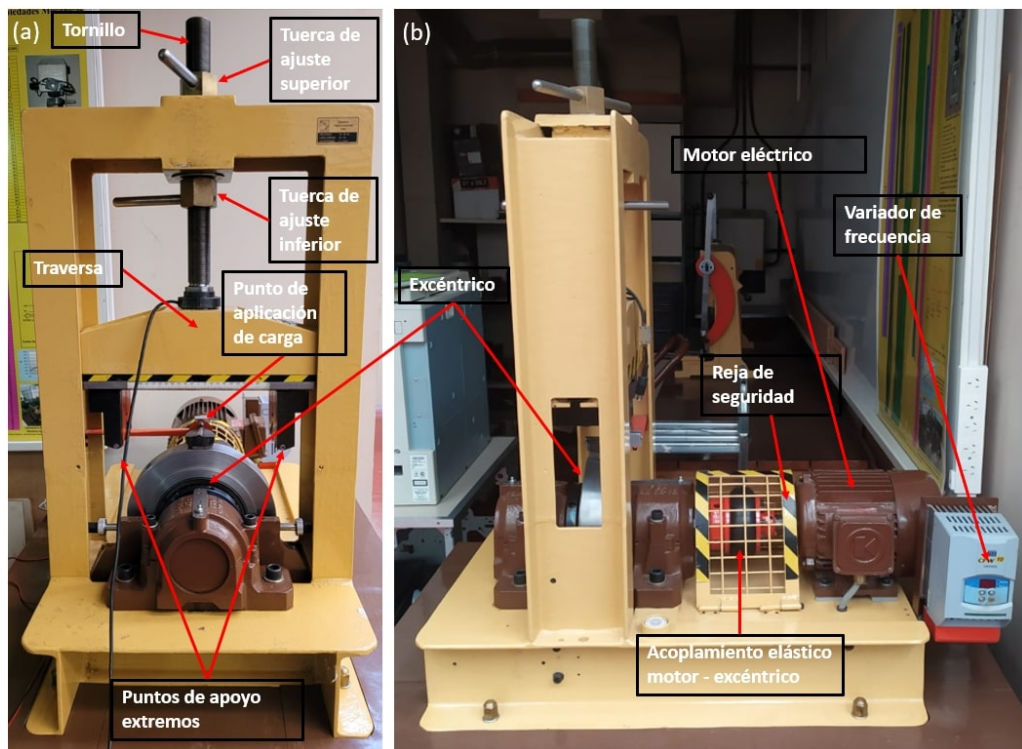 (a)
Tornillo
Tuerca de
ajuste
superior
Tuerca de
ajuste
inferior
Traversa
Punto de
aplicación
de carga
Puntos de apoyo
extremos
(b)
Motor eléctrico
Variador de
frecuencia
Excéntrico
Reja de
seguridad
CFW
Acoplamiento elástico
motor - excéntrico